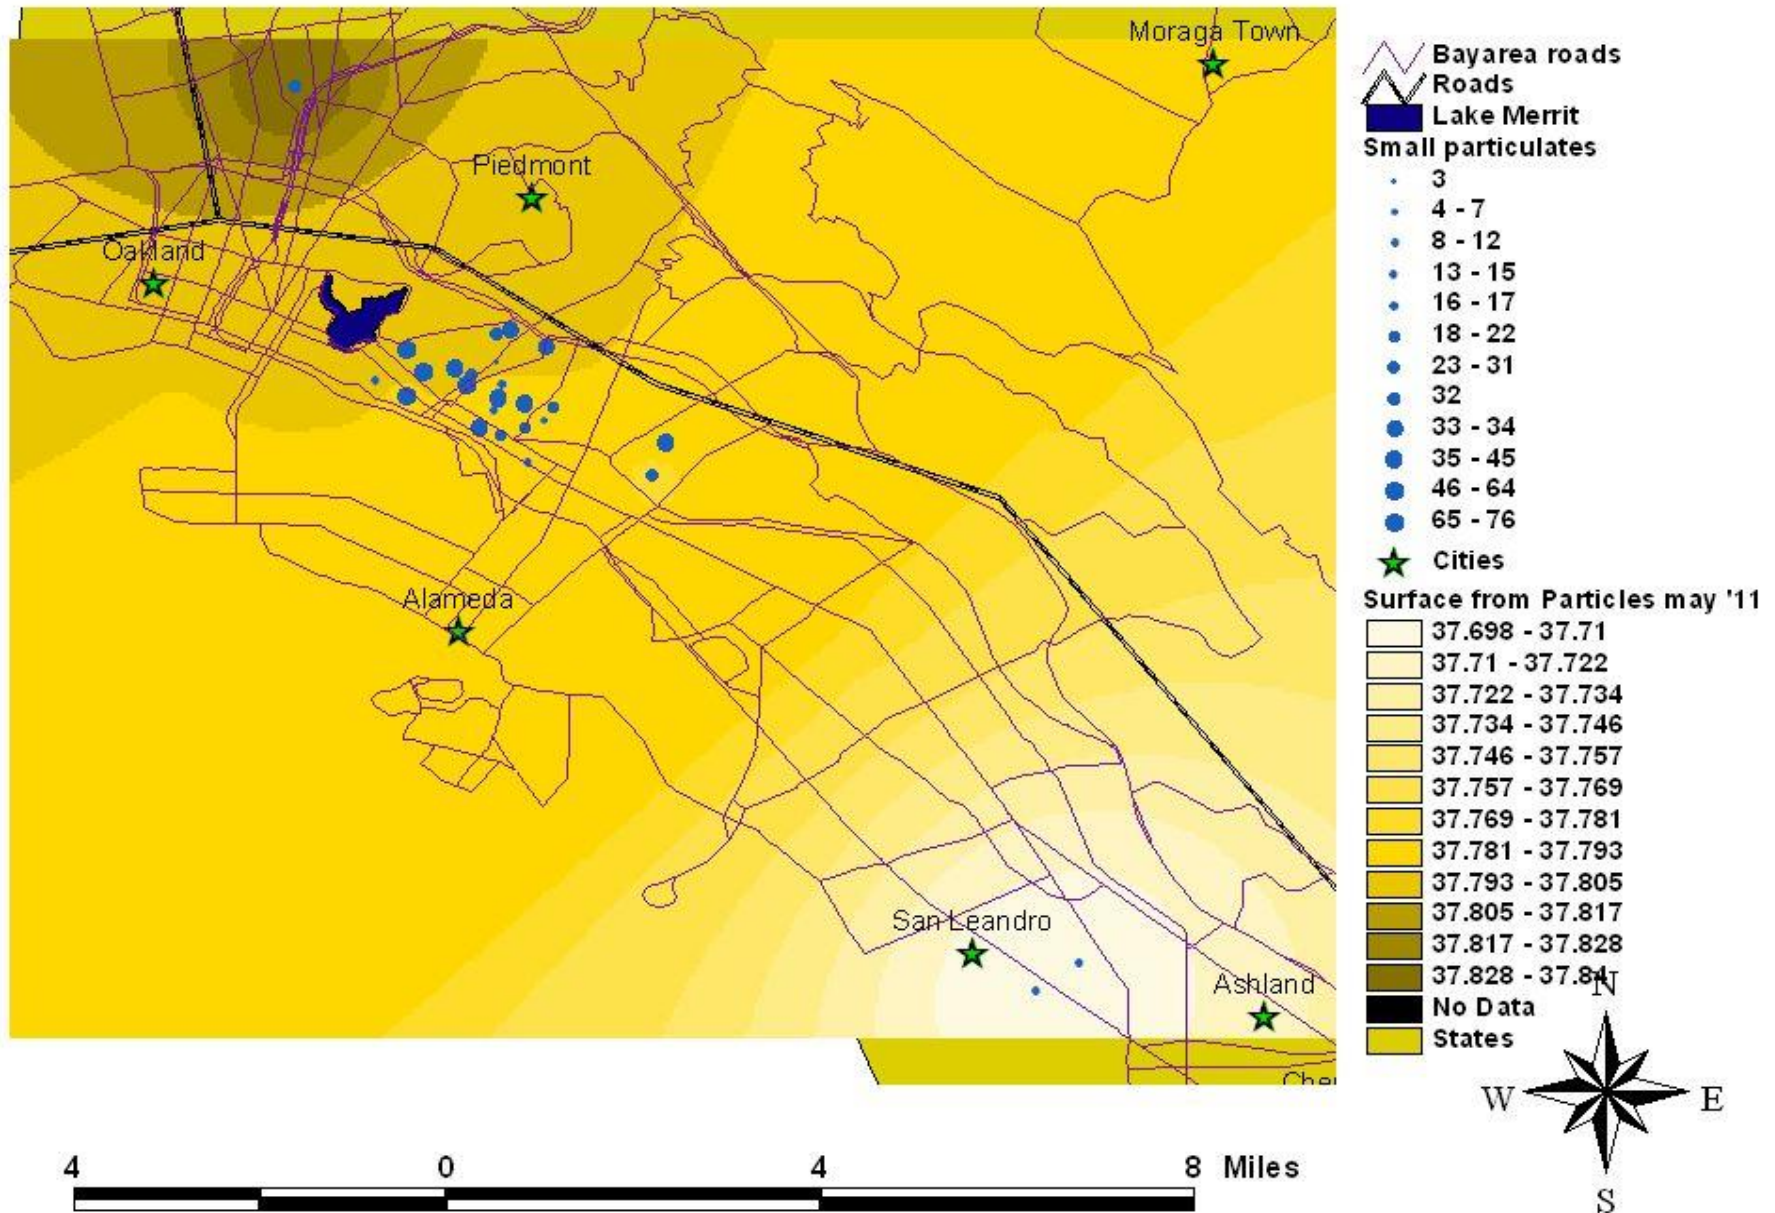 Moraga Town
Piedmont
Oakland
Alameda
San Leandro
Ashland
Bayarea roads
Roads
Lake Merrit
Small particulates
3
4 - 7
8 - 12
13 - 15
16 - 17
18 - 22
23 - 31
32
33 - 34
35 - 45
46 - 64
65 - 76
Cities
Surface from Particles may '11
37.698 - 37.71
37.71 - 37.722
37.722 - 37.734
37.734 - 37.746
37.746 - 37.757
37.757 - 37.769
37.769 - 37.781
37.781 - 37.793
37.793 - 37.805
37.805 - 37.817
37.817 - 37.828
37.828 - 37.84
No Data
States
N
W E
S
4 0 4 8 Miles